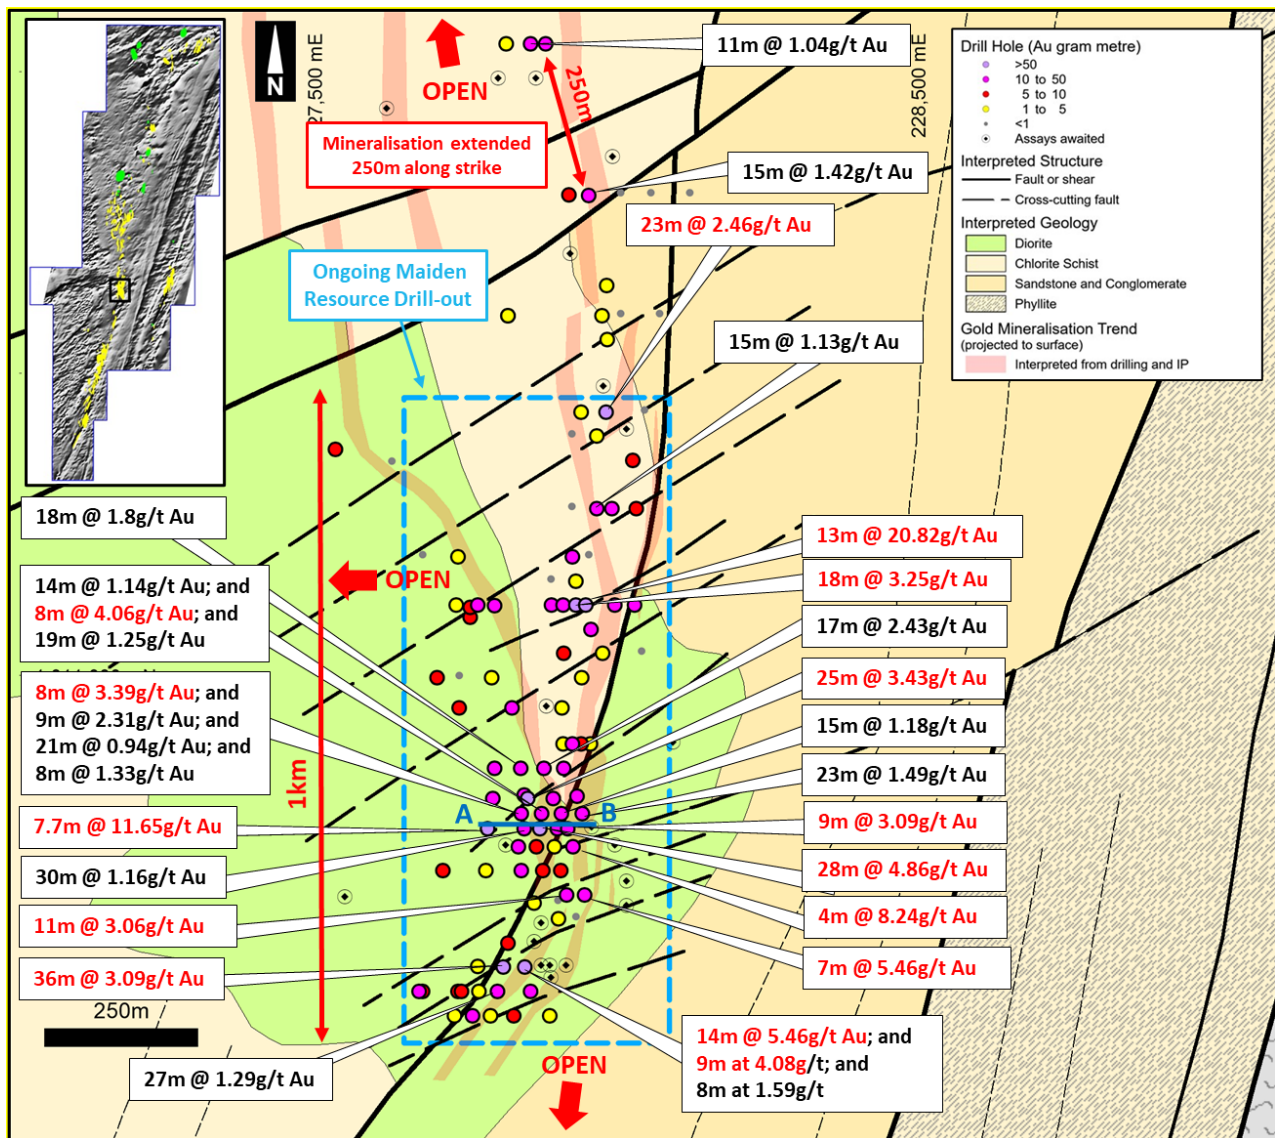 N
27,500 mE
228,500 mE
OPEN
250m
Mineralisation extended
250m along strike
Ongoing Maiden
Resource Drill-out
11m @ 1.04g/t Au
15m @ 1.42g/t Au
23m @ 2.46g/t Au
15m @ 1.13g/t Au
Drill Hole (Au gram metre)
>50
10 to 50
5 to 10
1 to 5
<1
Assays awaited
Interpreted Structure
Fault or shear
Cross-cutting fault
Interpreted Geology
Diorite
Chlorite Schist
Sandstone and Conglomerate
Phyllite
Gold Mineralisation Trend
(projected to surface)
Interpreted from drilling and IP
18m @ 1.8g/t Au
14m @ 1.14g/t Au; and
8m @ 4.06g/t Au; and
19m @ 1.25g/t Au
8m @ 3.39g/t Au; and
9m @ 2.31g/t Au; and
21m @ 0.94g/t Au; and
8m @ 1.33g/t Au
7.7m @ 11.65g/t Au
30m @ 1.16g/t Au
11m @ 3.06g/t Au
36m @ 3.09g/t Au
250m
27m @ 1.29g/t Au
1km
OPEN
A
B
13m @ 20.82g/t Au
18m @ 3.25g/t Au
17m @ 2.43g/t Au
25m @ 3.43g/t Au
15m @ 1.18g/t Au
23m @ 1.49g/t Au
9m @ 3.09g/t Au
28m @ 4.86g/t Au
4m @ 8.24g/t Au
7m @ 5.46g/t Au
14m @ 5.46g/t Au; and
9m at 4.08g/t; and
8m at 1.59g/t
OPEN